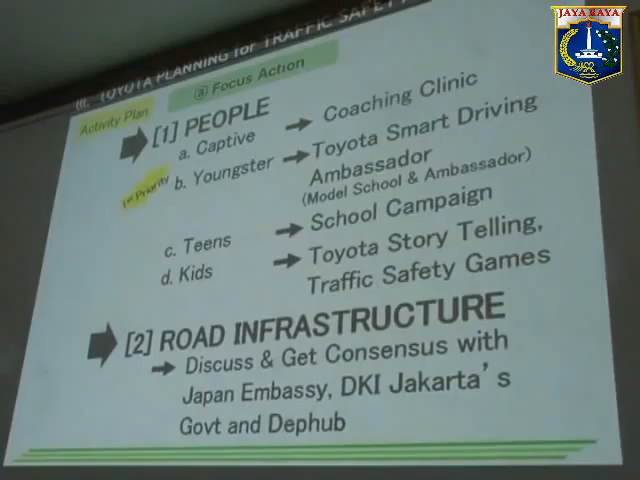 JAYA RAYA
III. TOYOTA PLANNING for TRAFFIC SAFETY
ⓐ Focus Action
Activity Plan
[1] PEOPLE
a. Captive → Coaching Clinic
1st Priority b. Youngster → Toyota Smart Driving
Ambassador
(Model School & Ambassador)
c. Teens → School Campaign
d. Kids → Toyota Story Telling,
Traffic Safety Games
[2] ROAD INFRASTRUCTURE
→ Discuss & Get Consensus with
Japan Embassy, DKI Jakarta's
Govt and Dephub